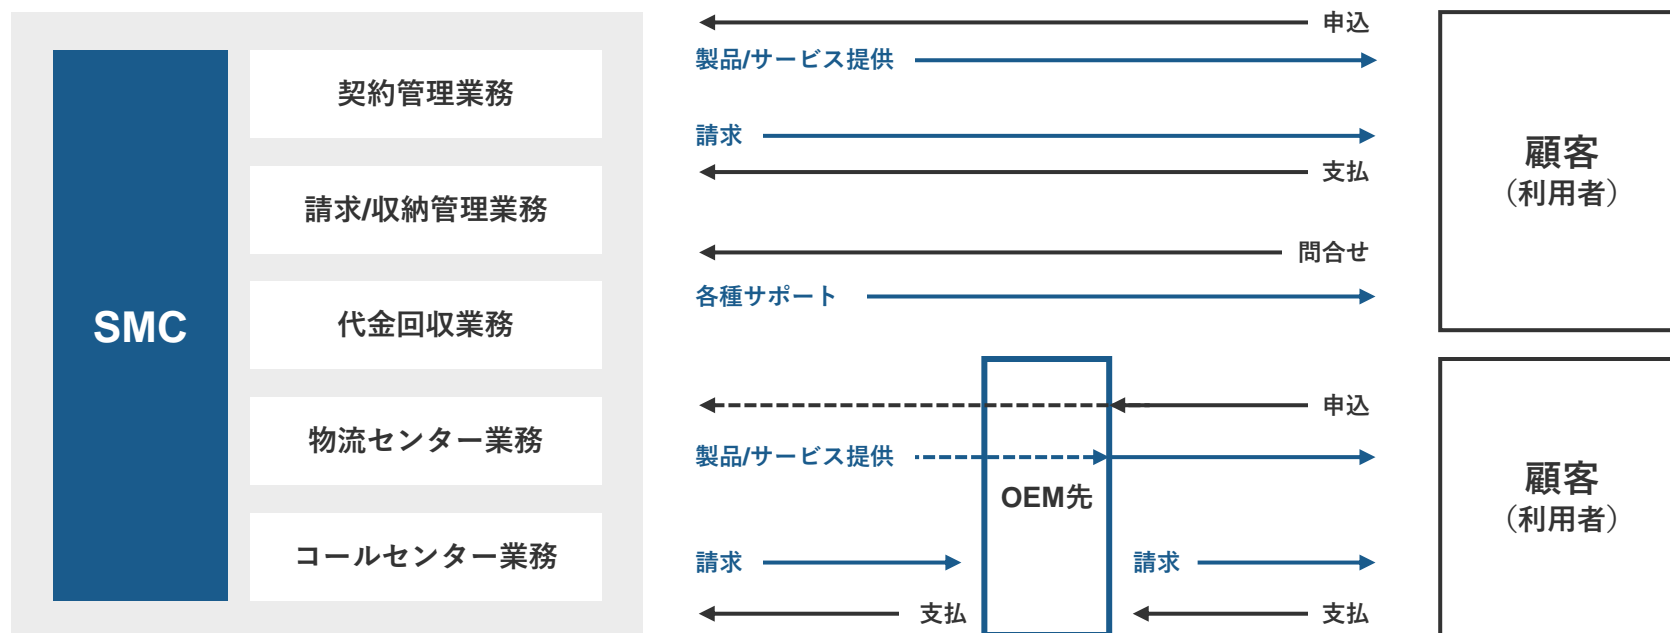 SMC
契約管理業務
請求/収納管理業務
代金回収業務
物流センター業務
コールセンター業務
申込
製品/サービス提供
請求
支払
問合せ
各種サポート
顧客
（利用者）
申込
製品/サービス提供
OEM先
請求
請求
支払
支払
顧客
（利用者）